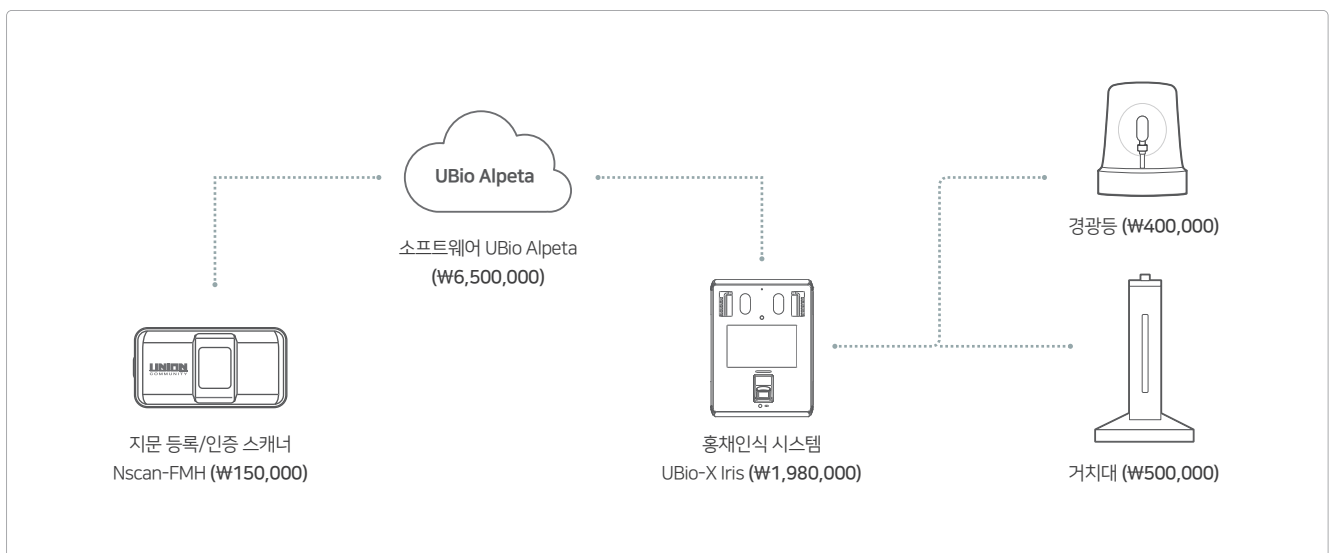 UBio Alpeta
소프트웨어 UBio Alpeta
(₩6,500,000)
경광등 (₩400,000)
UNION
COMMUNITY
지문 등록/인증 스캐너
Nscan-FMH (₩150,000)
홍채인식 시스템
UBio-X Iris (₩1,980,000)
거치대 (₩500,000)